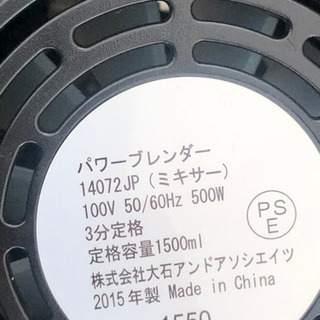 パワーブレンダー
14072JP（ミキサー）
100V 50/60Hz 500W
3分定格
定格容量1500ml
株式会社大石アンドアソシエイツ
2015年製 Made in China
PS
E
1550